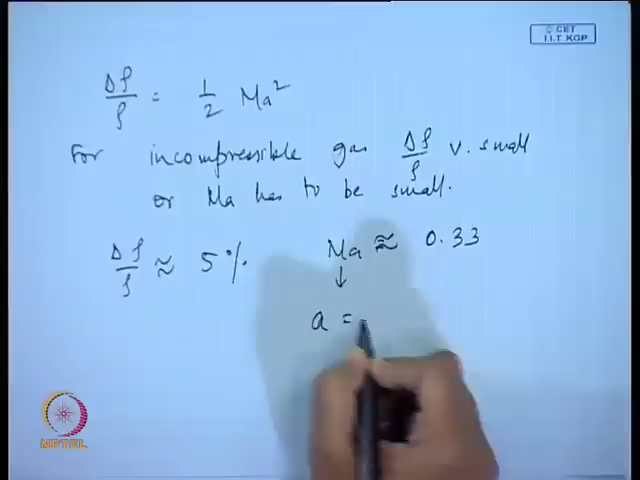 © CET
I.I.T. KGP
Δρ/ρ = 1/2 Ma²
For incompressible gas Δρ/ρ v. small
or Ma has to be small.
Δρ/ρ ≈ 5% Ma ≈ 0.33
↓
a =
NPTEL